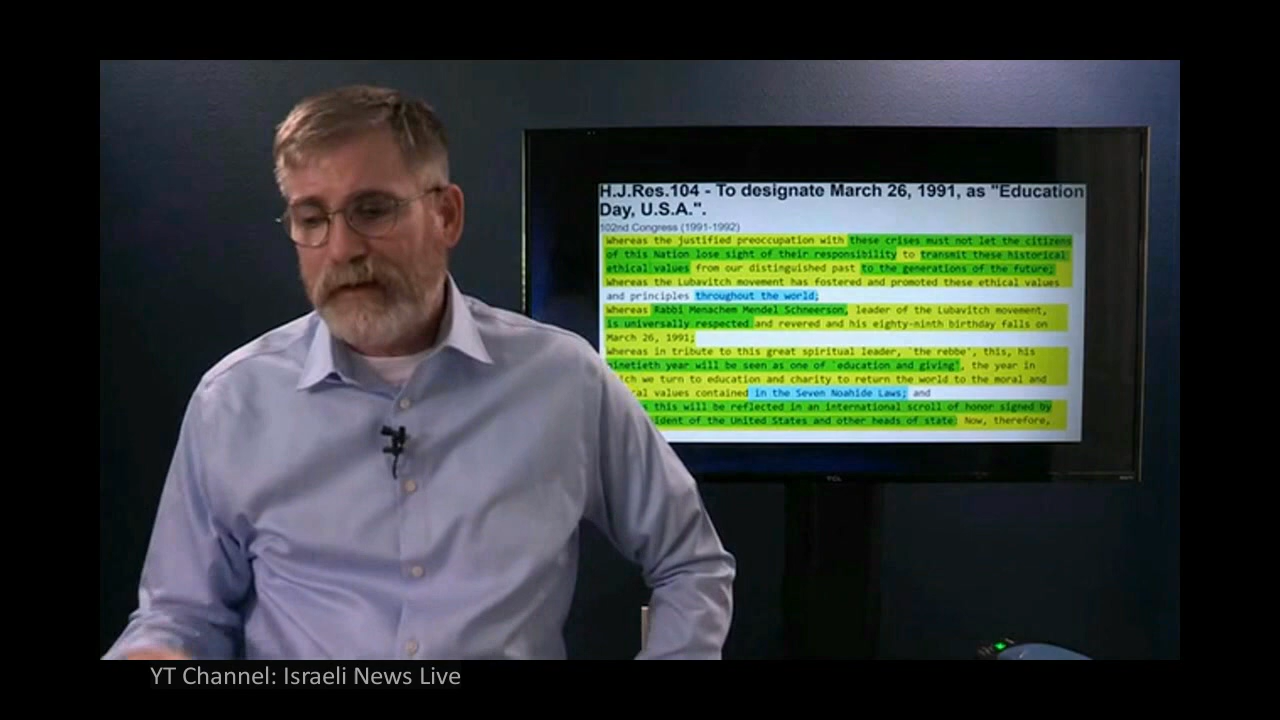 H.J.Res.104 - To designate March 26, 1991, as "Education
Day, U.S.A.".
102nd Congress (1991-1992)
Whereas the justified preoccupation with these crises must not let the citizens
of this Nation lose sight of their responsibility to transmit these historical
ethical values from our distinguished past to the generations of the future;
Whereas the Lubavitch movement has fostered and promoted these ethical values
and principles throughout the world;
Whereas Rabbi Menachem Mendel Schneerson, leader of the Lubavitch movement,
is universally respected and revered and his eighty-ninth birthday falls on
March 26, 1991;
Whereas in tribute to this great spiritual leader, 'the rebbe', this, his
ninetieth year will be seen as one of 'education and giving', the year in
which we turn to education and charity to return the world to the moral and
values contained in the Seven Noahide Laws; and
this will be reflected in an international scroll of honor signed by
of the United States and other heads of state: Now, therefore,
TCL
YT Channel: Israeli News Live